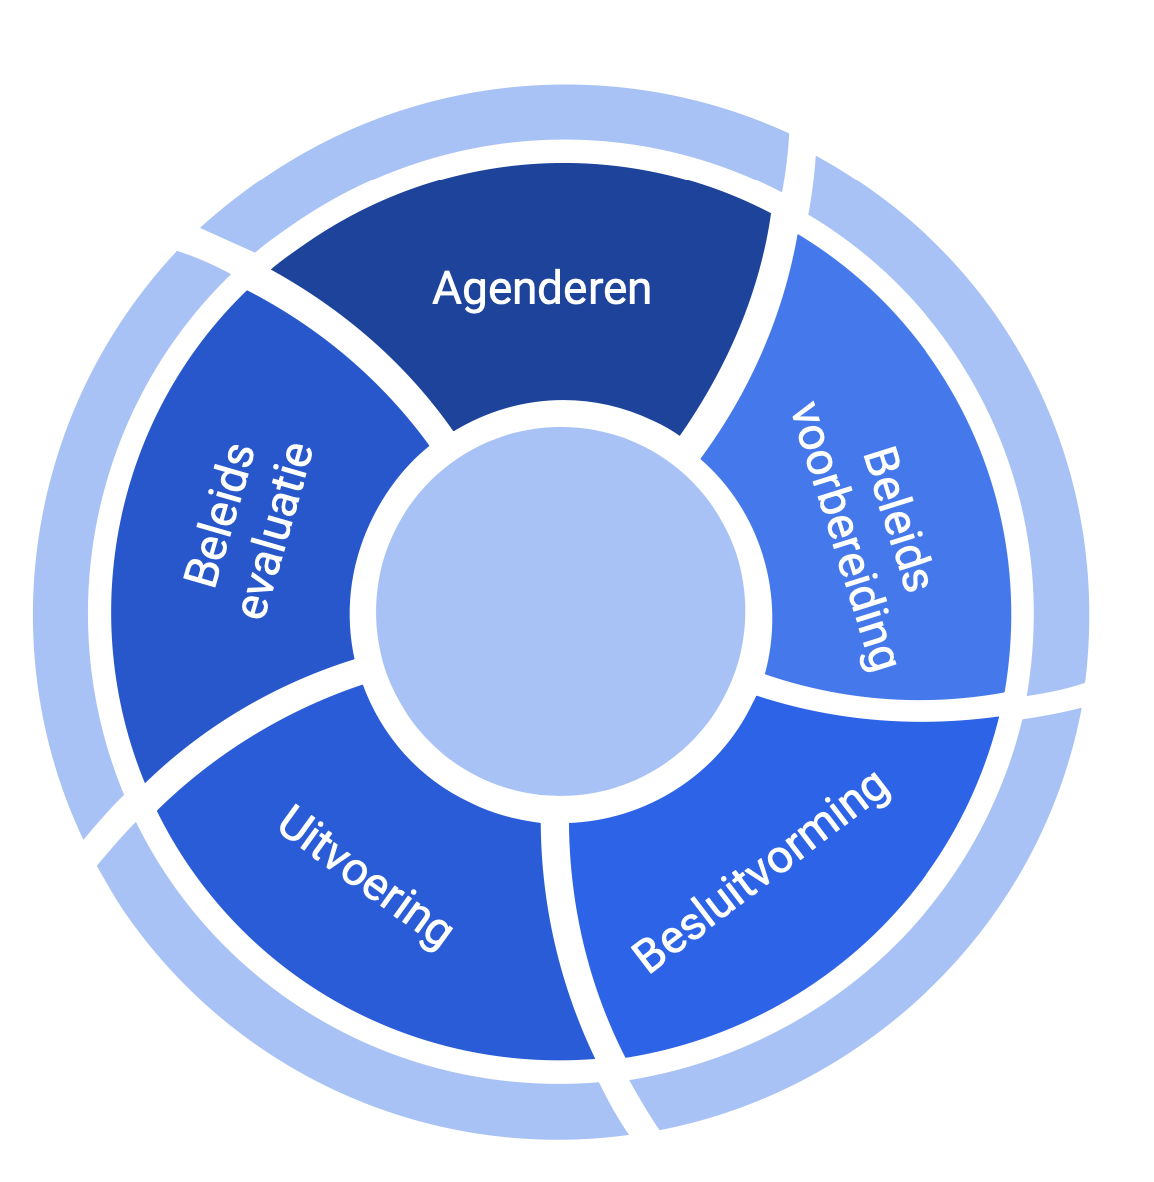 Agenderen
Beleids
voorbereiding
Besluitvorming
Uitvoering
Beleids
evaluatie